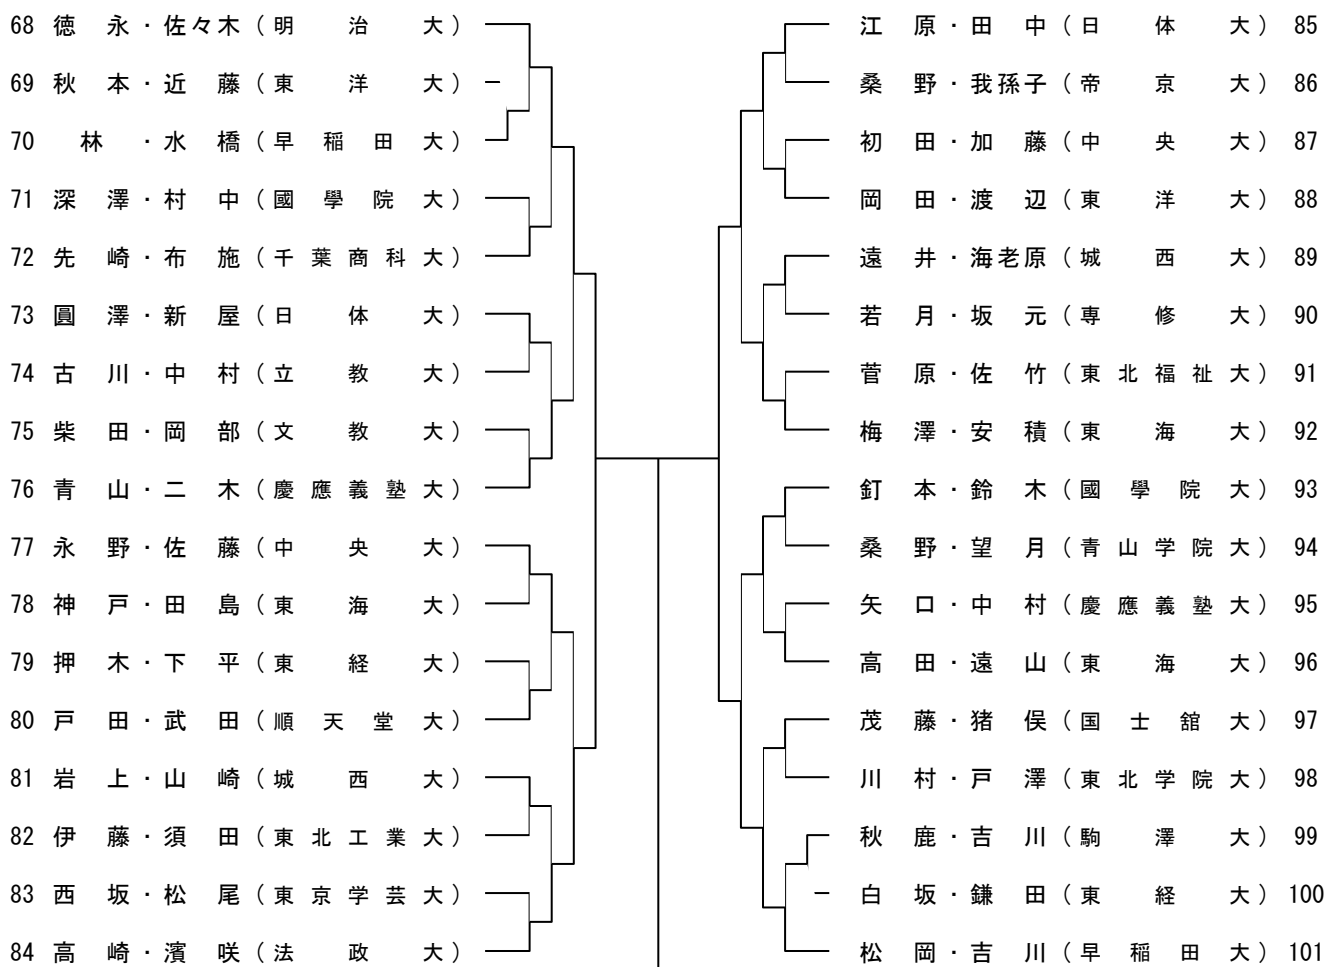 68 徳永・佐々木（明治大）
69 秋本・近藤（東洋大）
70 林・水橋（早稲田大）
71 深澤・村中（國學院大）
72 先崎・布施（千葉商科大）
73 圓澤・新屋（日体大）
74 古川・中村（立教大）
75 柴田・岡部（文教大）
76 青山・二木（慶應義塾大）
77 永野・佐藤（中央大）
78 神戸・田島（東海大）
79 押木・下平（東経大）
80 戸田・武田（順天堂大）
81 岩上・山崎（城西大）
82 伊藤・須田（東北工業大）
83 西坂・松尾（東京学芸大）
84 高崎・濱咲（法政大）
江原・田中（日体大） 85
桑野・我孫子（帝京大） 86
初田・加藤（中央大） 87
岡田・渡辺（東洋大） 88
遠井・海老原（城西大） 89
若月・坂元（専修大） 90
菅原・佐竹（東北福祉大） 91
梅澤・安積（東海大） 92
釘本・鈴木（國學院大） 93
桑野・望月（青山学院大） 94
矢口・中村（慶應義塾大） 95
高田・遠山（東海大） 96
茂藤・猪俣（国士舘大） 97
川村・戸澤（東北学院大） 98
秋鹿・吉川（駒澤大） 99
白坂・鎌田（東経大） 100
松岡・吉川（早稲田大） 101